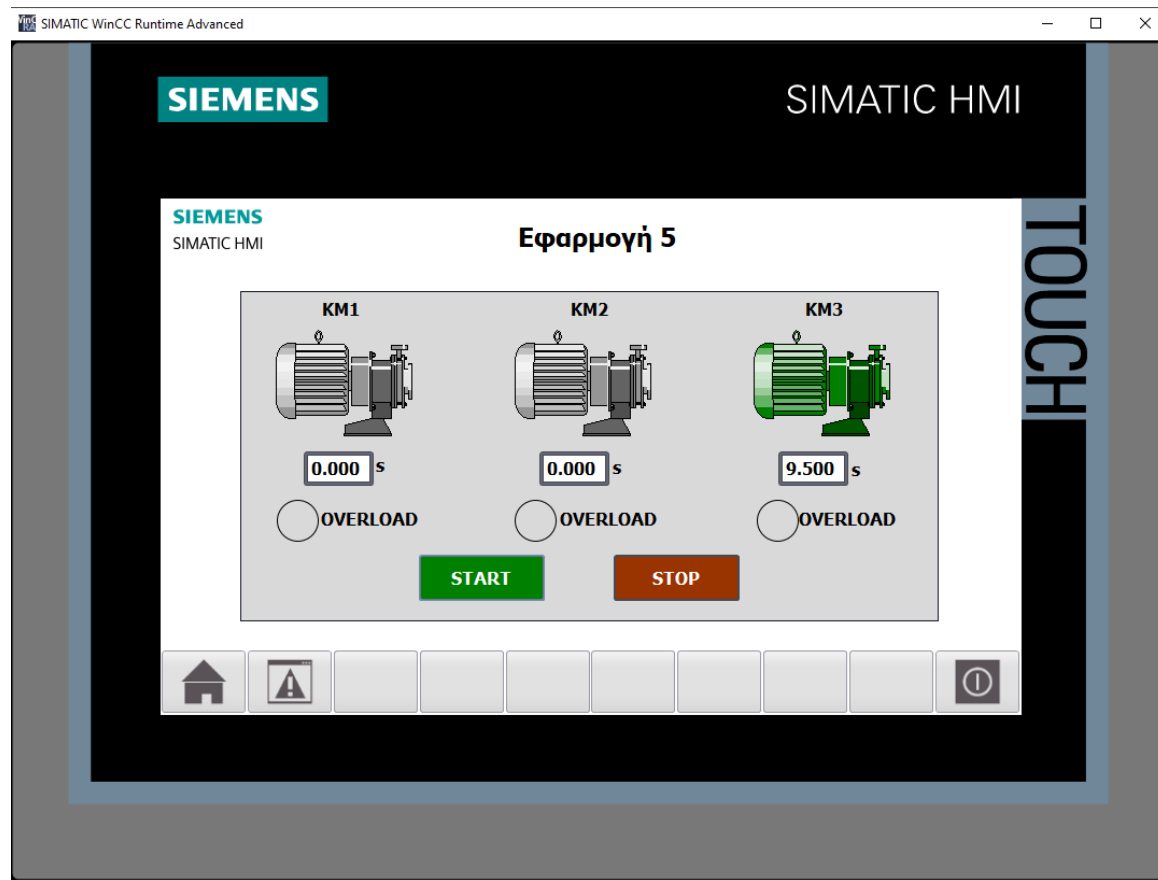 SIMATIC WinCC Runtime Advanced
SIEMENS
SIMATIC HMI
SIEMENS
SIMATIC HMI
Εφαρμογή 5
TOUCH
KM1 KM2 KM3
0.000 s 0.000 s 9.500 s
OVERLOAD OVERLOAD OVERLOAD
START STOP